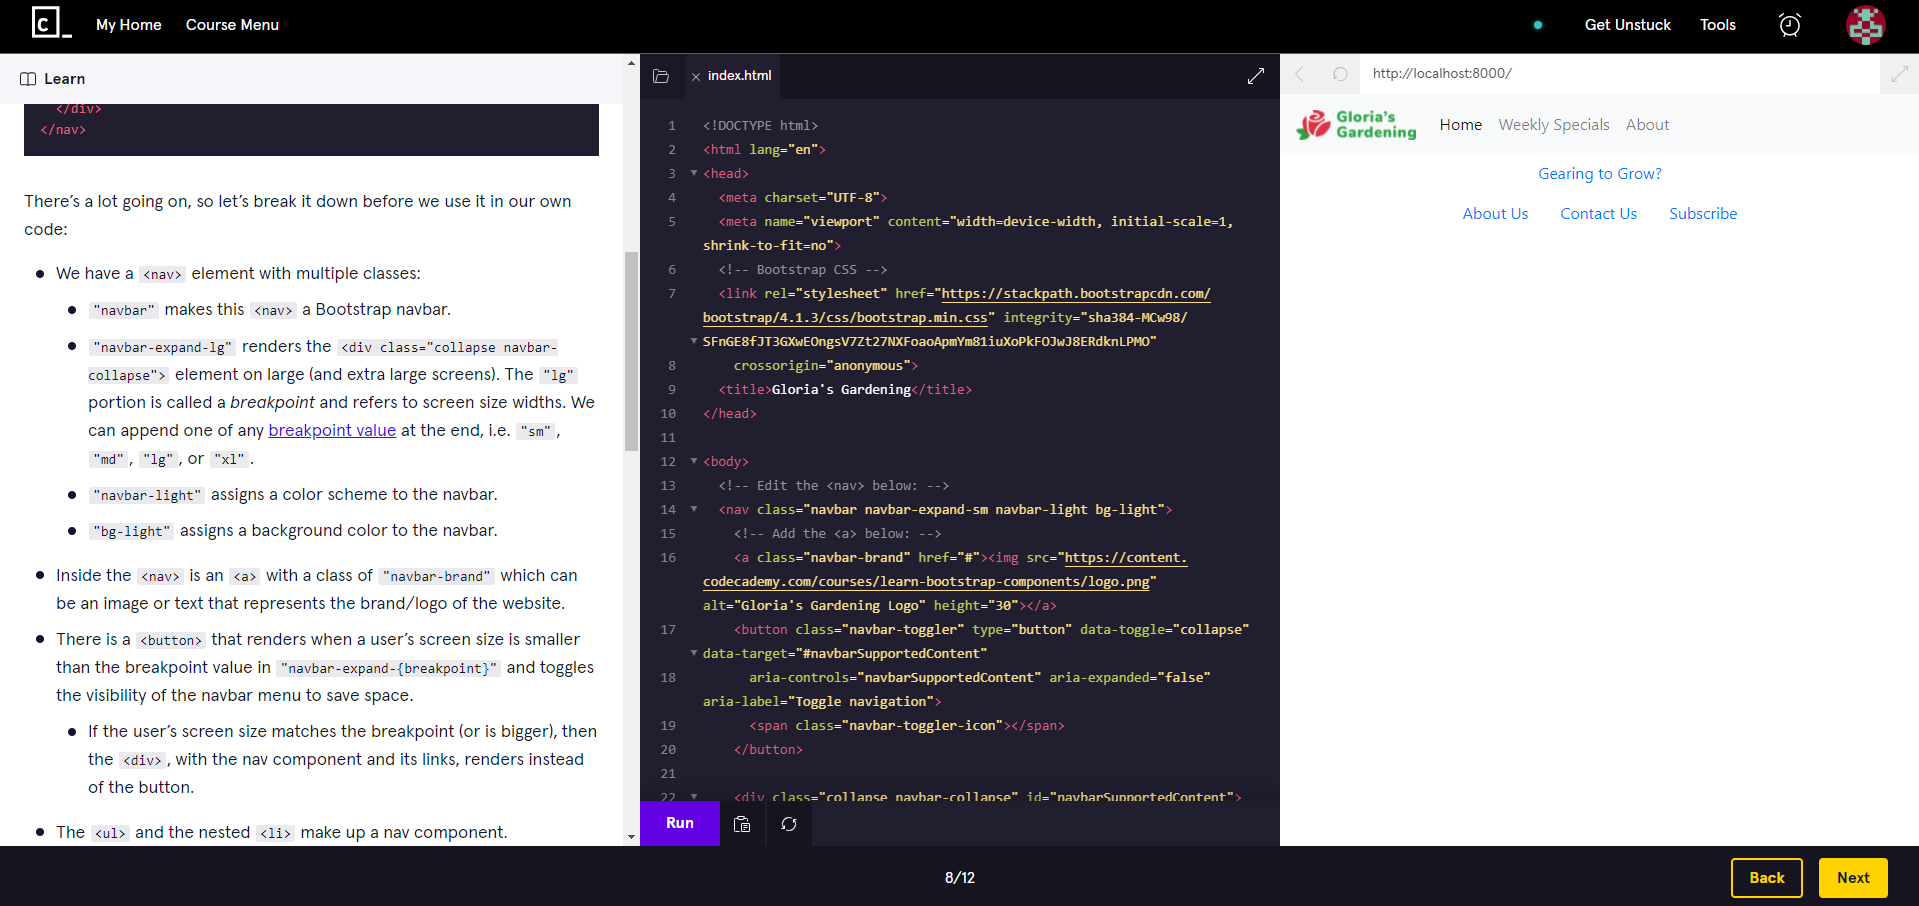 C_
My Home
Course Menu
Get Unstuck
Tools
Learn
</div>
</nav>
There's a lot going on, so let's break it down before we use it in our own
code:
We have a <nav> element with multiple classes:
"navbar" makes this <nav> a Bootstrap navbar.
"navbar-expand-lg" renders the <div class="collapse navbar-
collapse"> element on large (and extra large screens). The "lg"
portion is called a breakpoint and refers to screen size widths. We
can append one of any breakpoint value at the end, i.e. "sm",
"md", "lg", or "xl".
"navbar-light" assigns a color scheme to the navbar.
"bg-light" assigns a background color to the navbar.
Inside the <nav> is an <a> with a class of "navbar-brand" which can
be an image or text that represents the brand/logo of the website.
There is a <button> that renders when a user's screen size is smaller
than the breakpoint value in "navbar-expand-{breakpoint}" and toggles
the visibility of the navbar menu to save space.
If the user's screen size matches the breakpoint (or is bigger), then
the <div>, with the nav component and its links, renders instead
of the button.
The <ul> and the nested <li> make up a nav component.
index.html
1 <!DOCTYPE html>
2 <html lang="en">
3 <head>
4 <meta charset="UTF-8">
5 <meta name="viewport" content="width=device-width, initial-scale=1,
shrink-to-fit=no">
6 <!-- Bootstrap CSS -->
7 <link rel="stylesheet" href="https://stackpath.bootstrapcdn.com/
bootstrap/4.1.3/css/bootstrap.min.css" integrity="sha384-MCw98/
SFnGE8fJT3GXwEOngsV7Zt27NXFoaoApmYm81iuXoPkFOJwJ8ERdknLPMO"
8 crossorigin="anonymous">
9 <title>Gloria's Gardening</title>
10 </head>
11
12 <body>
13 <!-- Edit the <nav> below: -->
14 <nav class="navbar navbar-expand-sm navbar-light bg-light">
15 <!-- Add the <a> below: -->
16 <a class="navbar-brand" href="#"><img src="https://content.
codecademy.com/courses/learn-bootstrap-components/logo.png"
alt="Gloria's Gardening Logo" height="30"></a>
17 <button class="navbar-toggler" type="button" data-toggle="collapse"
data-target="#navbarSupportedContent"
18 aria-controls="navbarSupportedContent" aria-expanded="false"
aria-label="Toggle navigation">
19 <span class="navbar-toggler-icon"></span>
20 </button>
21
22 <div class="collapse navbar-collapse" id="navbarSupportedContent">
Run
http://localhost:8000/
Gloria's
Gardening
Home
Weekly Specials
About
Gearing to Grow?
About Us
Contact Us
Subscribe
8/12
Back
Next